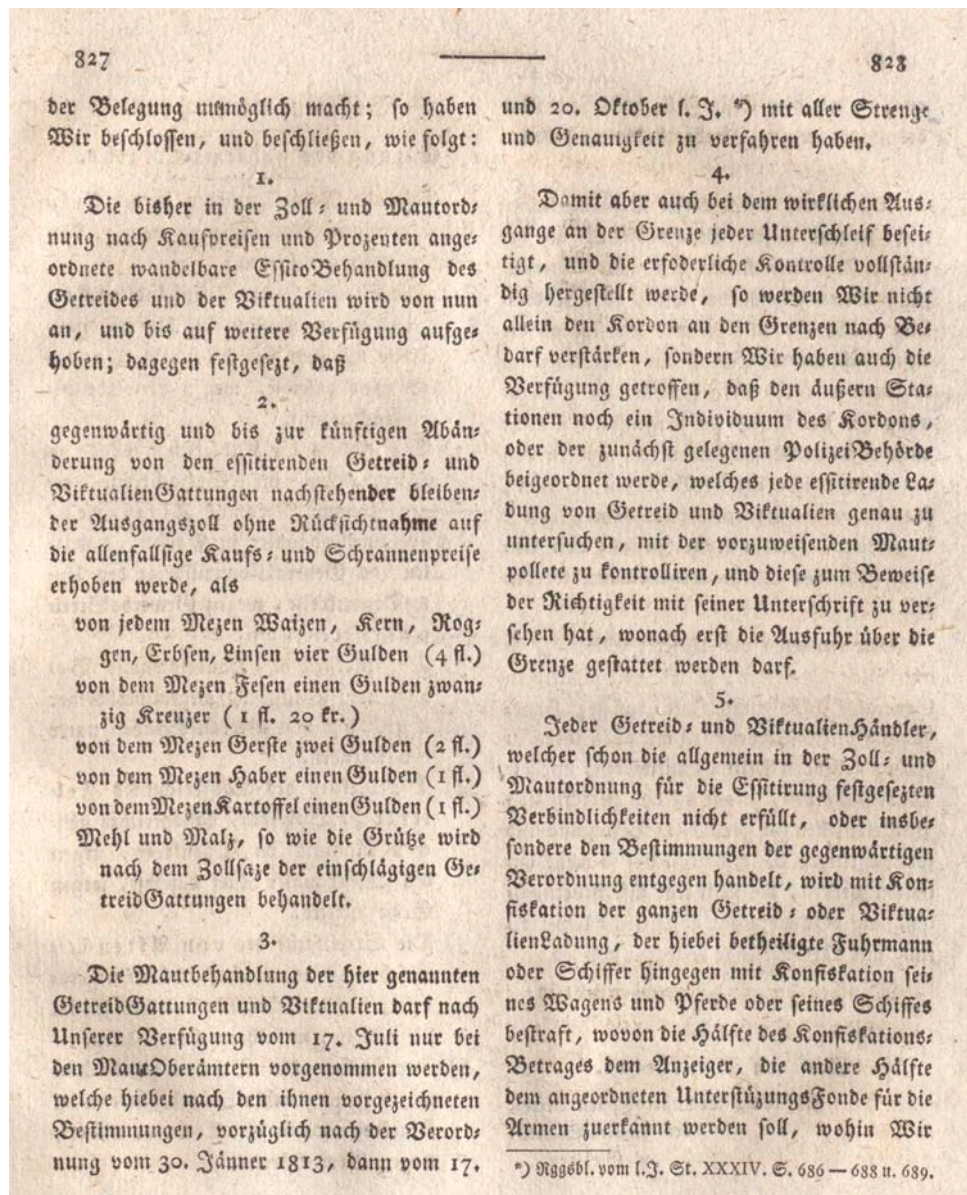 827
828
der Belegung unmöglich macht; so haben
Wir beschlossen, und beschließen, wie folgt:
1.
Die bisher in der Zoll- und Mautord-
nung nach Kaufpreisen und Prozenten ange-
ordnete wandelbare EssitoBehandlung des
Getreides und der Viktualien wird von nun
an, und bis auf weitere Verfügung aufge-
hoben; dagegen festgesezt, daß
2.
gegenwärtig und bis zur künftigen Abän-
derung von den essitirenden Getreid- und
ViktualienGattungen nachstehender bleiben-
der Ausgangszoll ohne Rücksichtnahme auf
die allenfallsige Kaufs- und Schrannenpreise
erhoben werde, als
von jedem Mezen Waizen, Kern, Rog-
gen, Erbsen, Linsen vier Gulden (4 fl.)
von dem Mezen Fesen einen Gulden zwan-
zig Kreuzer (1 fl. 20 kr.)
von dem Mezen Gerste zwei Gulden (2 fl.)
von dem Mezen Haber einen Gulden (1 fl.)
von dem Mezen Kartoffel einen Gulden (1 fl.)
Mehl und Malz, so wie die Grütze wird
nach dem Zollsaze der einschlägigen Ge-
treidGattungen behandelt.
3.
Die Mautbehandlung der hier genannten
GetreidGattungen und Viktualien darf nach
Unserer Verfügung vom 17. Juli nur bei
den MautOberämtern vorgenommen werden,
welche hiebei nach den ihnen vorgezeichneten
Bestimmungen, vorzüglich nach der Verord-
nung vom 30. Jänner 1813, dann vom 17.
und 20. Oktober l. J. *) mit aller Strenge
und Genauigkeit zu verfahren haben.
4.
Damit aber auch bei dem wirklichen Aus-
gange an der Grenze jeder Unterschleif besei-
tigt, und die erfoderliche Kontrolle vollstän-
dig hergestellt werde, so werden Wir nicht
allein den Kordon an den Grenzen nach Be-
darf verstärken, sondern Wir haben auch die
Verfügung getroffen, daß den äußern Sta-
tionen noch ein Individuum des Kordons,
oder der zunächst gelegenen PolizeiBehörde
beigeordnet werde, welches jede essitirende La-
dung von Getreid und Viktualien genau zu
untersuchen, mit der vorzuweisenden Maut-
pollete zu kontrolliren, und diese zum Beweise
der Richtigkeit mit seiner Unterschrift zu ver-
sehen hat, wonach erst die Ausfuhr über die
Grenze gestattet werden darf.
5.
Jeder Getreid- und ViktualienHändler,
welcher schon die allgemein in der Zoll- und
Mautordnung für die Essitirung festgesezten
Verbindlichkeiten nicht erfüllt, oder insbe-
sondere den Bestimmungen der gegenwärtigen
Verordnung entgegen handelt, wird mit Kon-
fiskation der ganzen Getreid- oder Viktua-
lienLadung, der hiebei betheiligte Fuhrmann
oder Schiffer hingegen mit Konfiskation sei-
nes Wagens und Pferde oder seines Schiffes
bestraft, wovon die Hälfte des Konfiskations-
Betrages dem Anzeiger, die andere Hälfte
dem angeordneten UnterstüzungsFonde für die
Armen zuerkannt werden soll, wohin Wir
*) Rggsbl. vom l. J. St. XXXIV. S. 686 — 688 u. 689.